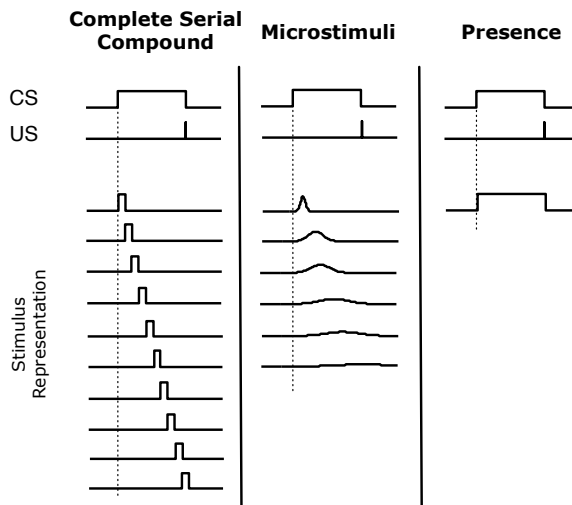 Complete Serial
Compound
Microstimuli
Presence
CS
US
Stimulus
Representation